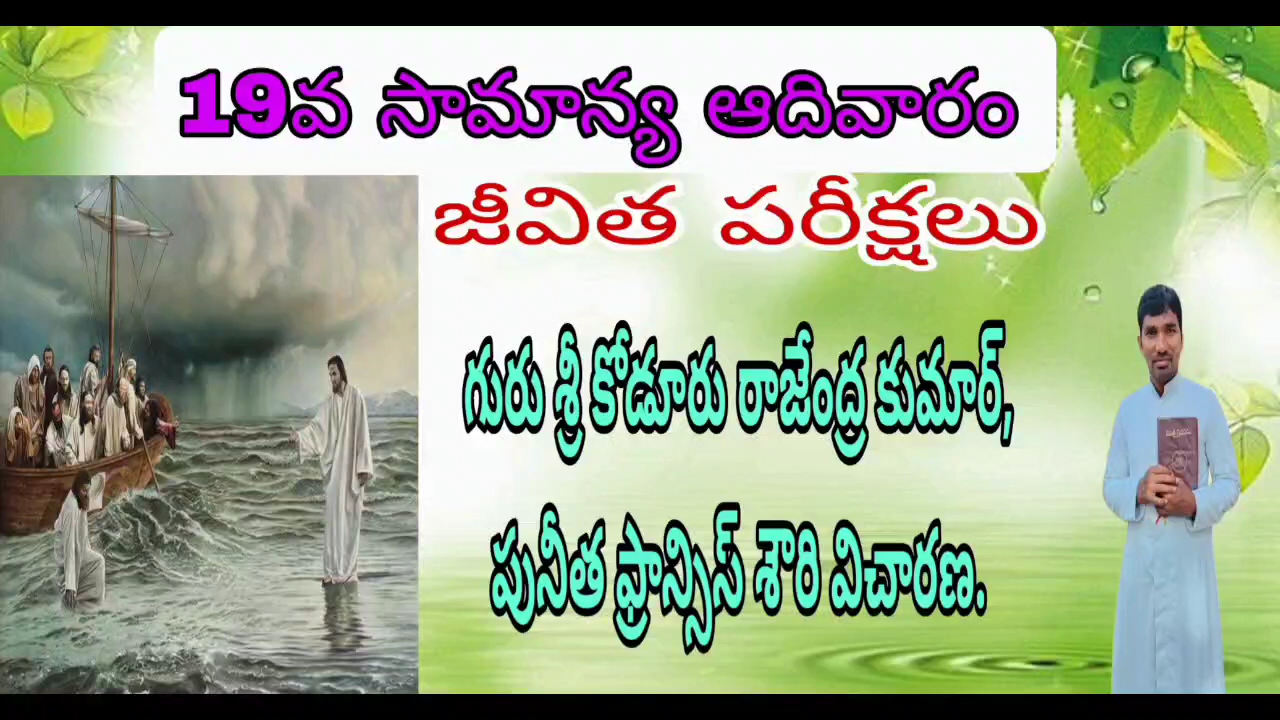 19వ సామాన్య ఆదివారం
జీవిత పరీక్షలు
గురు శ్రీ కోడూరు రాజేంద్ర కుమార్,
పునీత ఫ్రాన్సిస్ శౌరి విచారణ.